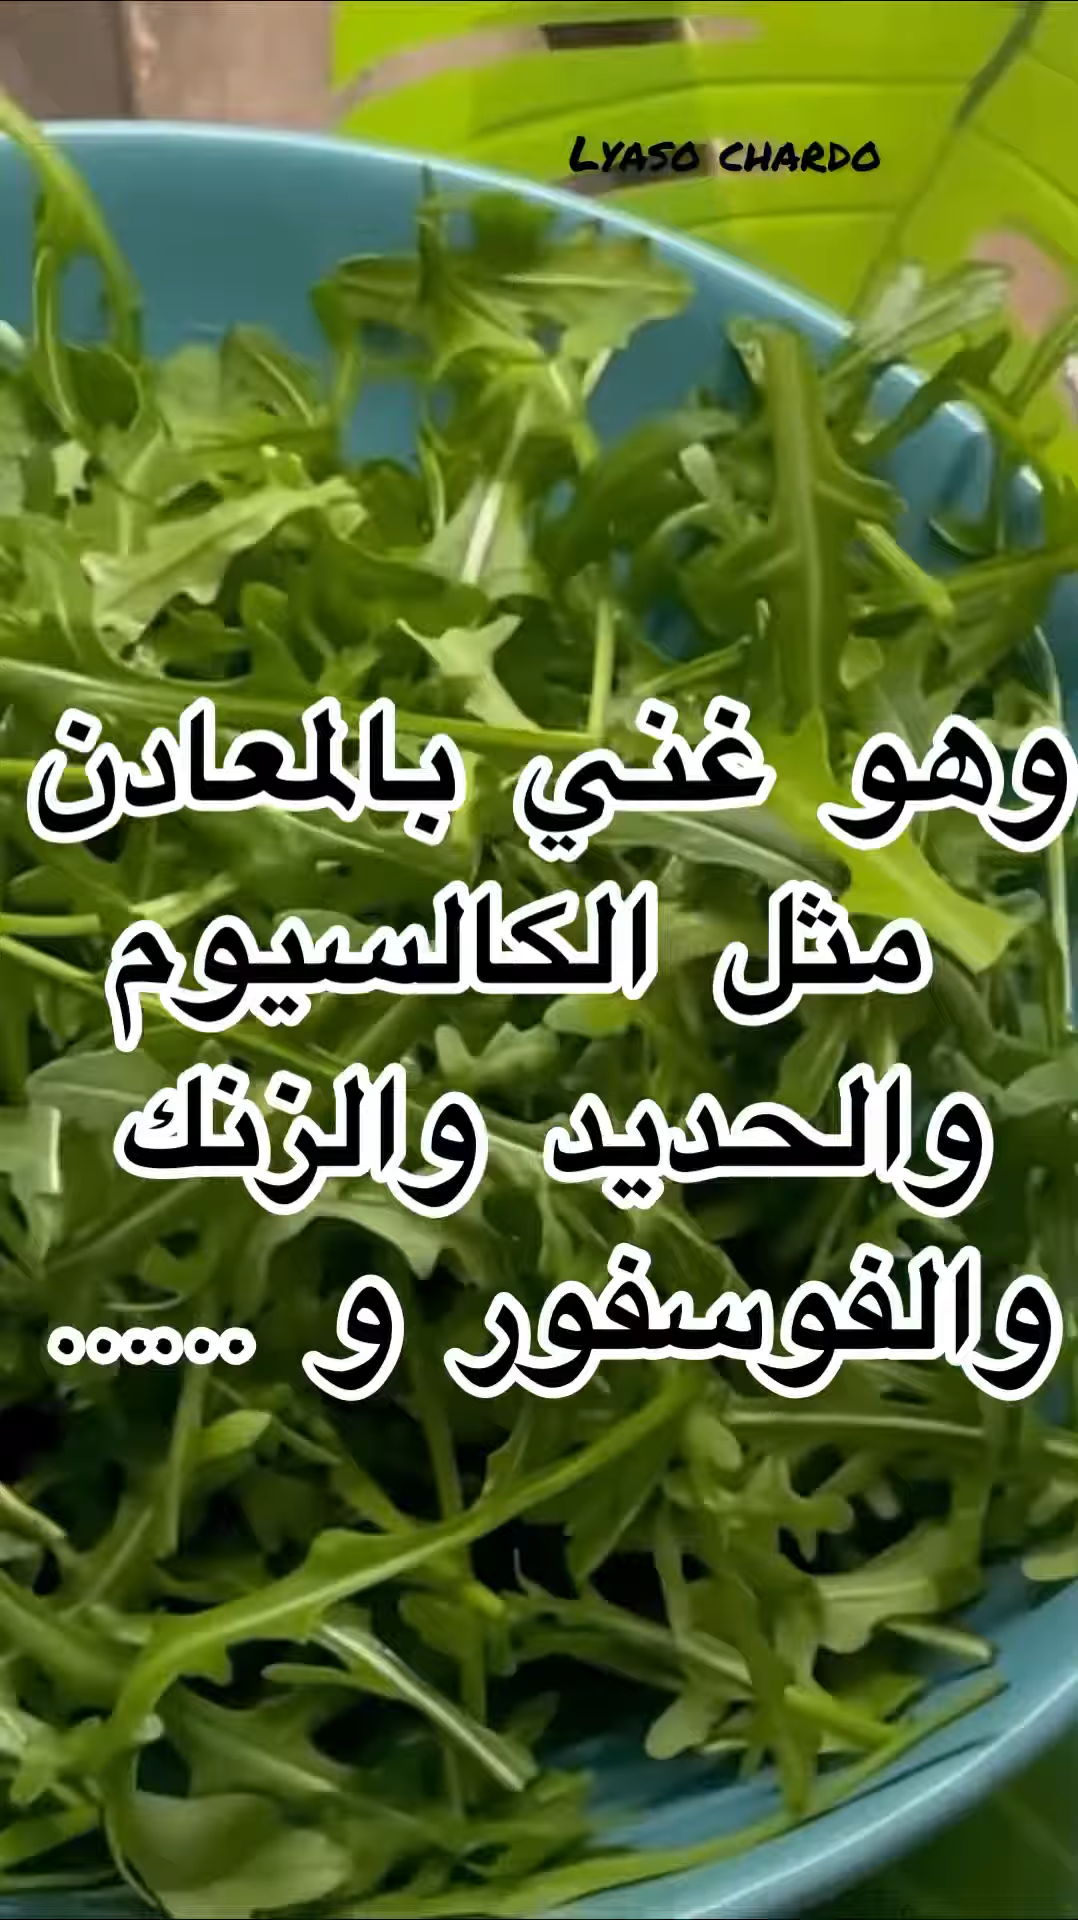 Lyaso chardo
وهو غني بالمعادن
مثل الكالسيوم
والحديد والزنك
والفوسفور و ......